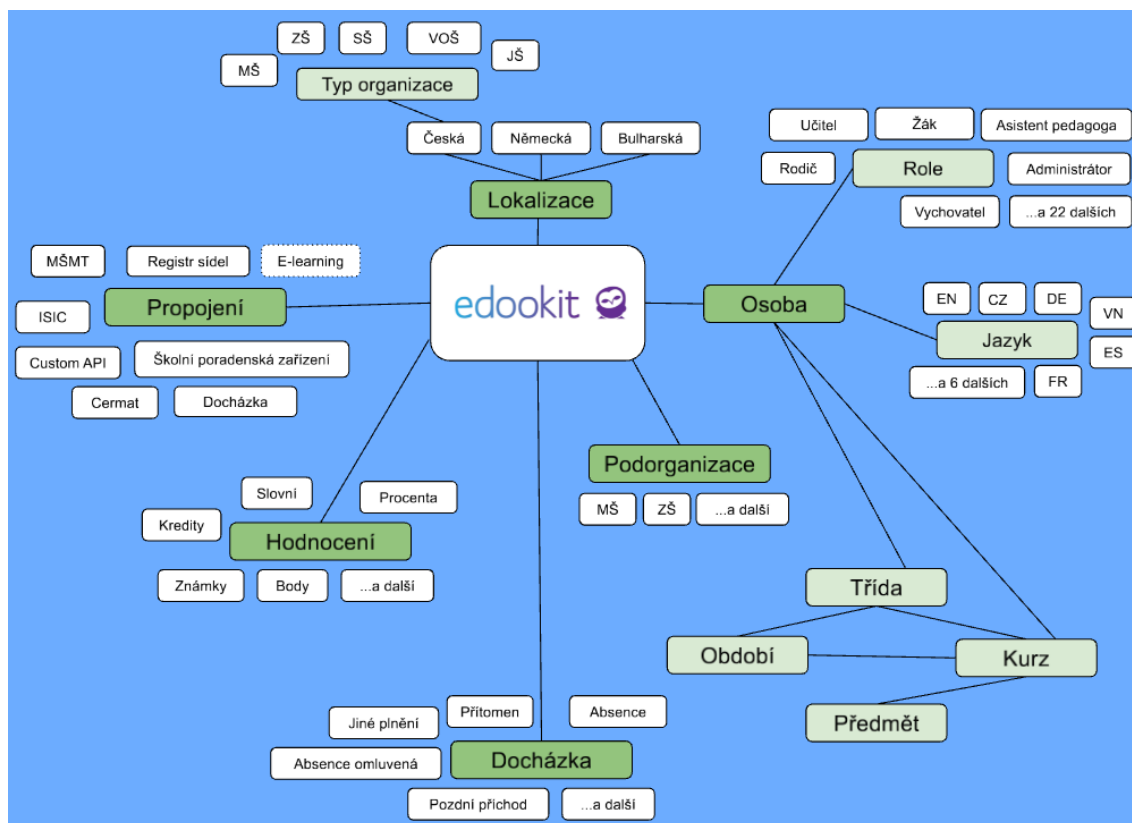 ZŠ
SŠ
VOŠ
JŠ
MŠ
Typ organizace
Česká
Německá
Bulharská
Lokalizace
Učitel
Žák
Asistent pedagoga
Rodič
Role
Administrátor
Vychovatel
...a 22 dalších
MŠMT
Registr sídel
E-learning
Propojení
ISIC
Custom API
Školní poradenská zařízení
Cermat
Docházka
edookit
Osoba
EN
CZ
DE
VN
Jazyk
ES
...a 6 dalších
FR
Podorganizace
MŠ
ZŠ
...a další
Slovní
Procenta
Kredity
Hodnocení
Známky
Body
...a další
Třída
Období
Kurz
Předmět
Jiné plnění
Přítomen
Absence
Absence omluvená
Docházka
Pozdní příchod
...a další